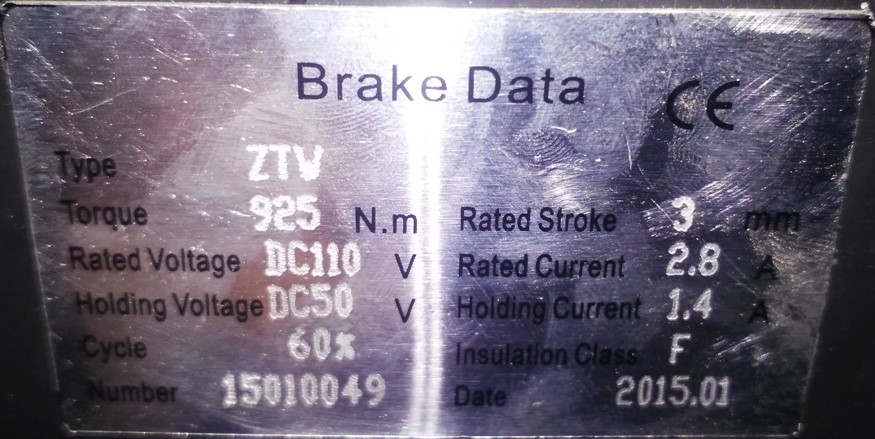 Brake Data CE
Type ZTW
Torque 925 N.m Rated Stroke 3 mm
Rated Voltage DC110 V Rated Current 2.8 A
Holding Voltage DC50 V Holding Current 1.4 A
Cycle 60% Insulation Class F
Number 15010049 Date 2015.01